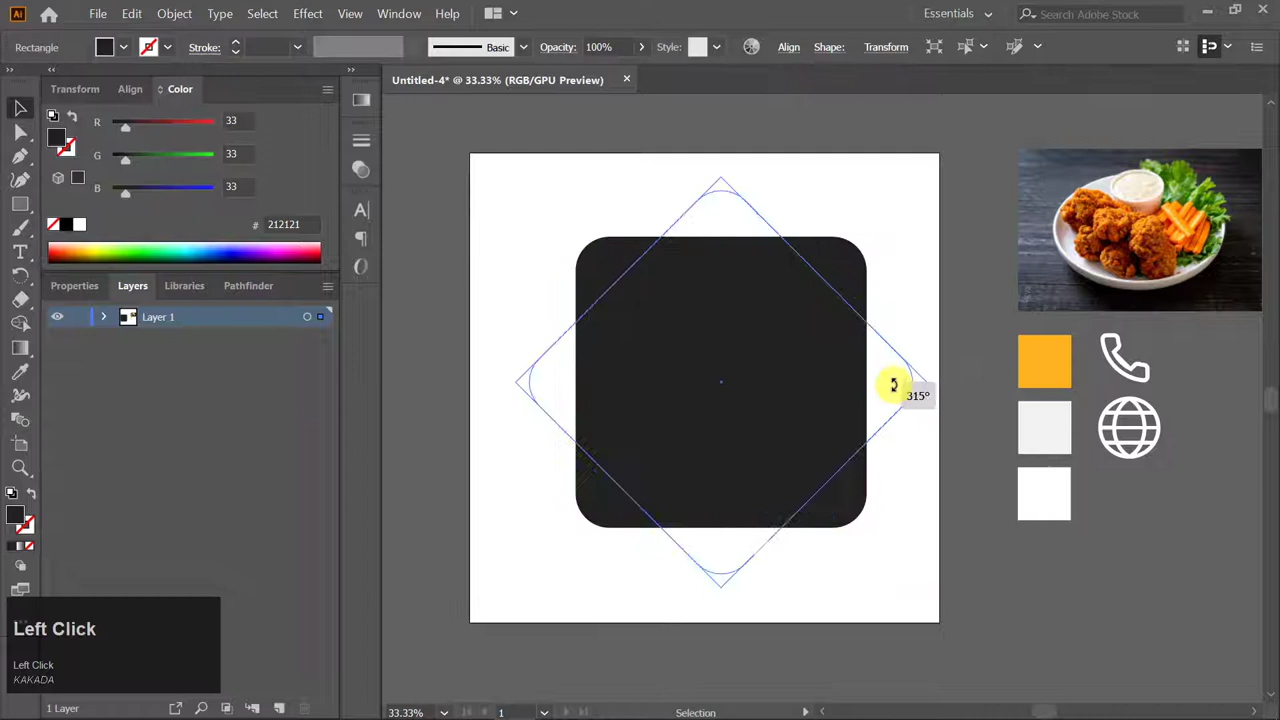 Ai File Edit Object Type Select Effect View Window Help Essentials Search Adobe Stock
Rectangle Stroke: Basic Opacity: 100% Style: Align Shape: Transform
Transform Align Color Untitled-4* @ 33.33% (RGB/GPU Preview)
R 33
G 33
B 33
# 212121
Properties Layers Libraries Pathfinder
Layer 1
315°
Left Click
Left Click
KAKADA
1 Layer 33.33% 1 Selection